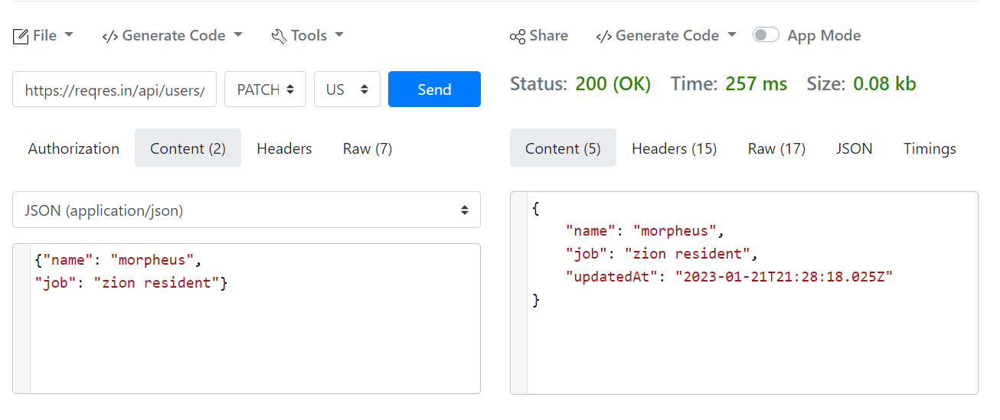 File Generate Code Tools
https://reqres.in/api/users/ PATCH US Send
Authorization Content (2) Headers Raw (7)
JSON (application/json)
{"name": "morpheus",
"job": "zion resident"}
Share Generate Code App Mode
Status: 200 (OK) Time: 257 ms Size: 0.08 kb
Content (5) Headers (15) Raw (17) JSON Timings
{
"name": "morpheus",
"job": "zion resident",
"updatedAt": "2023-01-21T21:28:18.025Z"
}